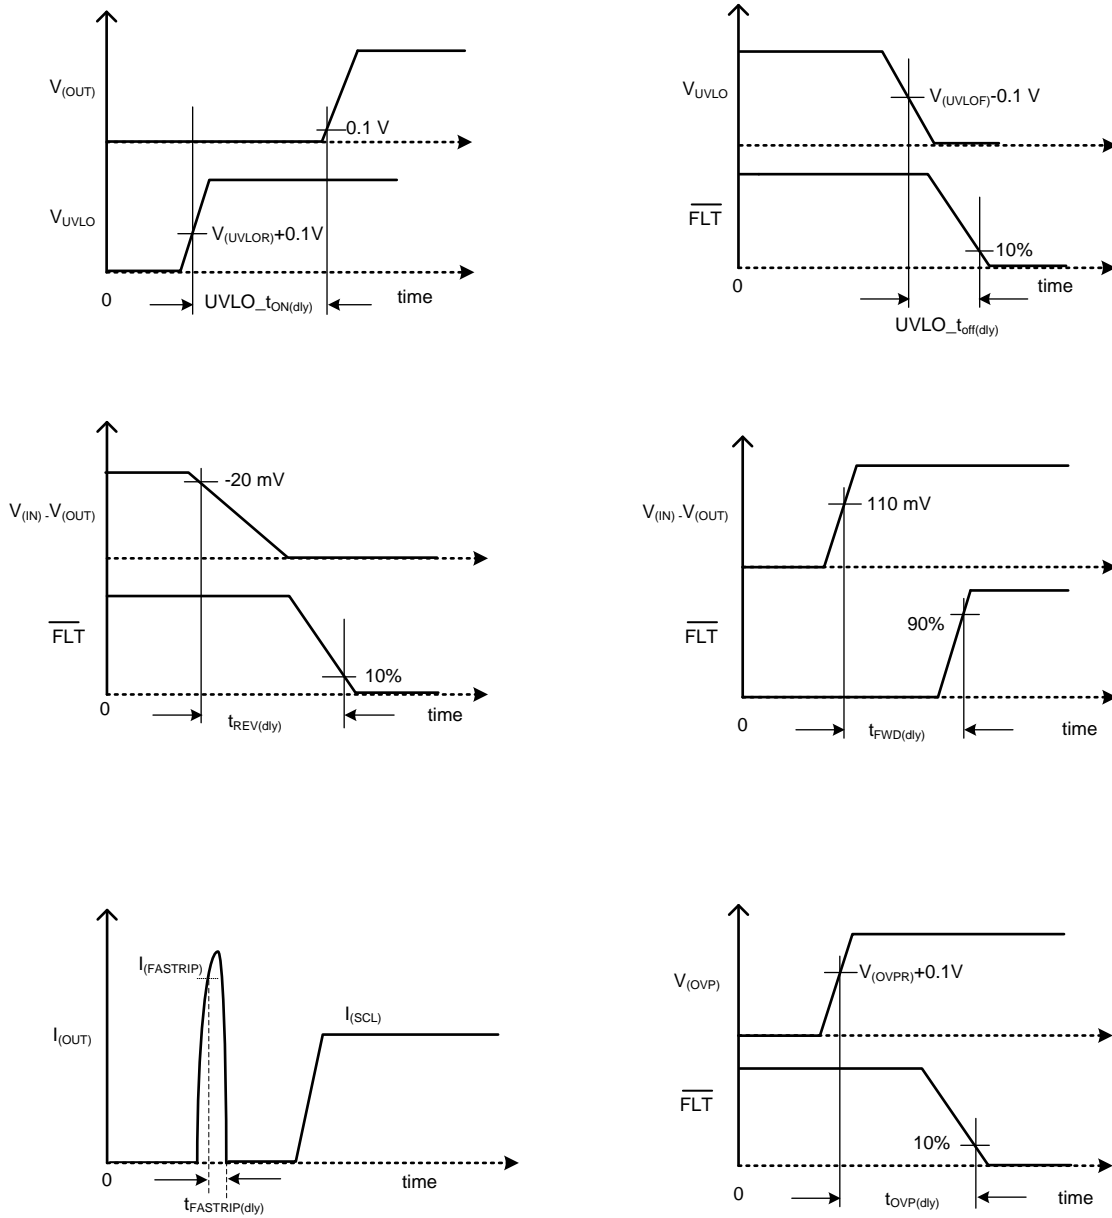 V(OUT)
0.1 V
VUVLO
V(UVLOR)+0.1V
0
UVLO_tON(dly)
time
VUVLO
V(UVLOF)-0.1 V
FLT
10%
0
UVLO_toff(dly)
V(IN) - V(OUT)
-20 mV
FLT
10%
0
tREV(dly)
time
V(IN) - V(OUT)
110 mV
FLT
90%
0
tFWD(dly)
time
I(FASTRIP)
I(OUT)
I(SCL)
0
tFASTRIP(dly)
time
V(OVP)
V(OVPR)+0.1V
FLT
10%
0
tOVP(dly)
time